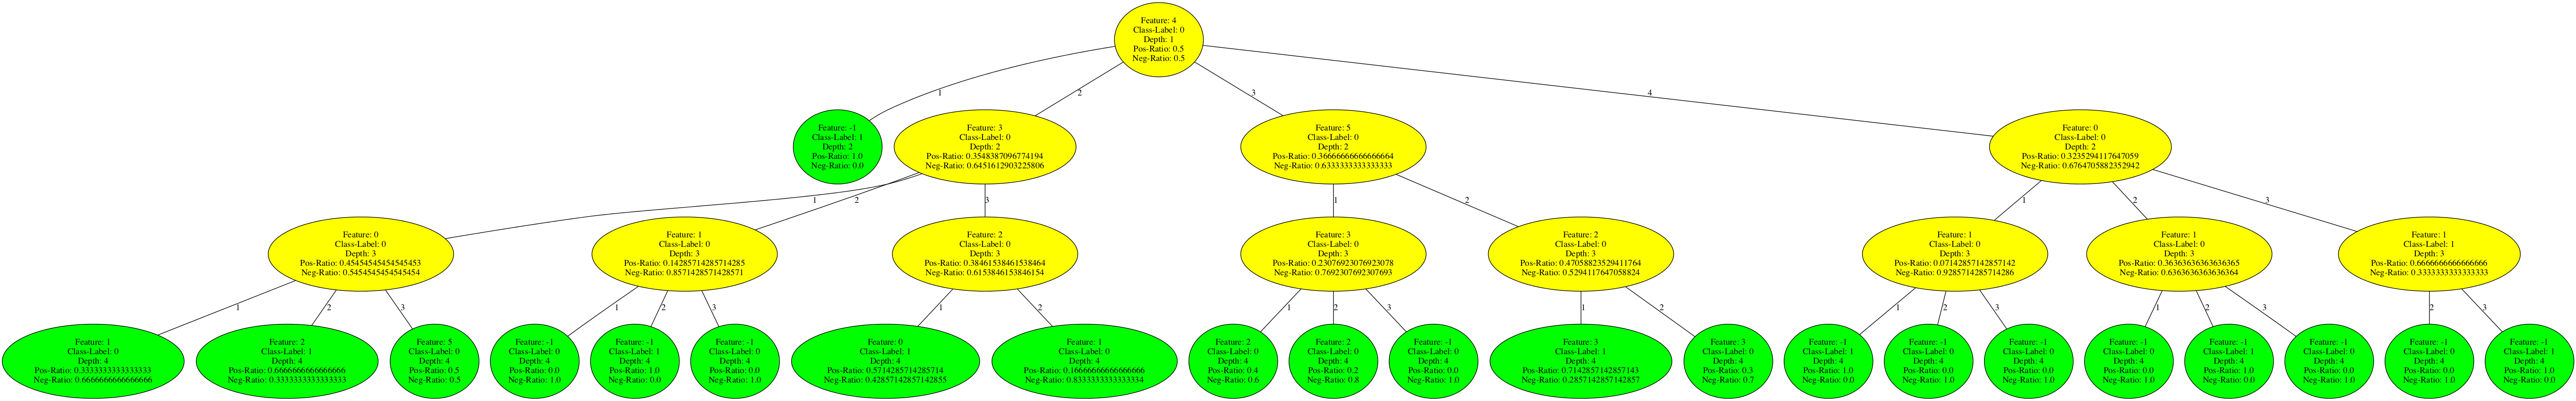 Feature: 4
Class-Label: 0
Depth: 1
Pos-Ratio: 0.5
Neg-Ratio: 0.5
1
2
3
4
Feature: -1
Class-Label: 1
Depth: 2
Pos-Ratio: 1.0
Neg-Ratio: 0.0
Feature: 3
Class-Label: 0
Depth: 2
Pos-Ratio: 0.3548387096774194
Neg-Ratio: 0.6451612903225806
Feature: 5
Class-Label: 0
Depth: 2
Pos-Ratio: 0.36666666666666664
Neg-Ratio: 0.6333333333333333
Feature: 0
Class-Label: 0
Depth: 2
Pos-Ratio: 0.3235294117647059
Neg-Ratio: 0.6764705882352942
1
2
3
1
2
1
2
3
Feature: 0
Class-Label: 0
Depth: 3
Pos-Ratio: 0.45454545454545453
Neg-Ratio: 0.5454545454545454
Feature: 1
Class-Label: 0
Depth: 3
Pos-Ratio: 0.14285714285714285
Neg-Ratio: 0.8571428571428571
Feature: 2
Class-Label: 0
Depth: 3
Pos-Ratio: 0.38461538461538464
Neg-Ratio: 0.6153846153846154
Feature: 3
Class-Label: 0
Depth: 3
Pos-Ratio: 0.23076923076923078
Neg-Ratio: 0.7692307692307693
Feature: 2
Class-Label: 0
Depth: 3
Pos-Ratio: 0.47058823529411764
Neg-Ratio: 0.5294117647058824
Feature: 1
Class-Label: 0
Depth: 3
Pos-Ratio: 0.07142857142857142
Neg-Ratio: 0.9285714285714286
Feature: 1
Class-Label: 0
Depth: 3
Pos-Ratio: 0.36363636363636365
Neg-Ratio: 0.6363636363636364
Feature: 1
Class-Label: 1
Depth: 3
Pos-Ratio: 0.6666666666666666
Neg-Ratio: 0.3333333333333333
1
2
3
1
2
3
1
2
1
2
3
1
2
1
2
3
1
2
3
2
3
Feature: 1
Class-Label: 0
Depth: 4
Pos-Ratio: 0.3333333333333333
Neg-Ratio: 0.6666666666666666
Feature: 2
Class-Label: 1
Depth: 4
Pos-Ratio: 0.6666666666666666
Neg-Ratio: 0.3333333333333333
Feature: 5
Class-Label: 0
Depth: 4
Pos-Ratio: 0.5
Neg-Ratio: 0.5
Feature: -1
Class-Label: 0
Depth: 4
Pos-Ratio: 0.0
Neg-Ratio: 1.0
Feature: -1
Class-Label: 1
Depth: 4
Pos-Ratio: 1.0
Neg-Ratio: 0.0
Feature: -1
Class-Label: 0
Depth: 4
Pos-Ratio: 0.0
Neg-Ratio: 1.0
Feature: 0
Class-Label: 1
Depth: 4
Pos-Ratio: 0.5714285714285714
Neg-Ratio: 0.42857142857142855
Feature: 1
Class-Label: 0
Depth: 4
Pos-Ratio: 0.16666666666666666
Neg-Ratio: 0.8333333333333334
Feature: 2
Class-Label: 0
Depth: 4
Pos-Ratio: 0.4
Neg-Ratio: 0.6
Feature: 2
Class-Label: 0
Depth: 4
Pos-Ratio: 0.2
Neg-Ratio: 0.8
Feature: -1
Class-Label: 0
Depth: 4
Pos-Ratio: 0.0
Neg-Ratio: 1.0
Feature: 3
Class-Label: 1
Depth: 4
Pos-Ratio: 0.7142857142857143
Neg-Ratio: 0.2857142857142857
Feature: 3
Class-Label: 0
Depth: 4
Pos-Ratio: 0.3
Neg-Ratio: 0.7
Feature: -1
Class-Label: 1
Depth: 4
Pos-Ratio: 1.0
Neg-Ratio: 0.0
Feature: -1
Class-Label: 0
Depth: 4
Pos-Ratio: 0.0
Neg-Ratio: 1.0
Feature: -1
Class-Label: 0
Depth: 4
Pos-Ratio: 0.0
Neg-Ratio: 1.0
Feature: -1
Class-Label: 0
Depth: 4
Pos-Ratio: 0.0
Neg-Ratio: 1.0
Feature: -1
Class-Label: 1
Depth: 4
Pos-Ratio: 1.0
Neg-Ratio: 0.0
Feature: -1
Class-Label: 0
Depth: 4
Pos-Ratio: 0.0
Neg-Ratio: 1.0
Feature: -1
Class-Label: 0
Depth: 4
Pos-Ratio: 0.0
Neg-Ratio: 1.0
Feature: -1
Class-Label: 1
Depth: 4
Pos-Ratio: 1.0
Neg-Ratio: 0.0